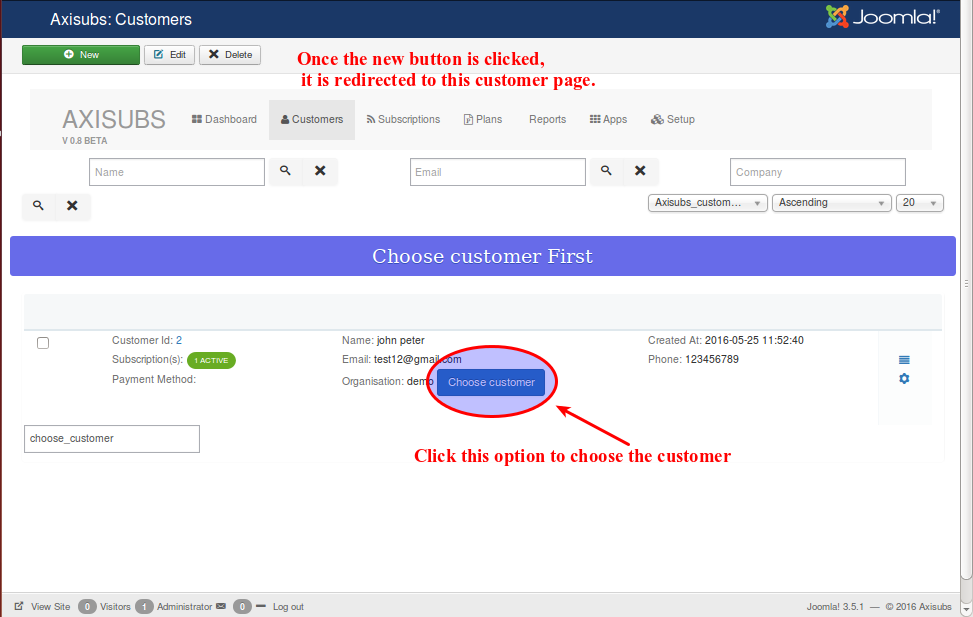 Axisubs: Customers
Joomla!®
New Edit Delete
Once the new button is clicked,
it is redirected to this customer page.
AXISUBS
V 0.8 BETA
Dashboard Customers Subscriptions Plans Reports Apps Setup
Name Email Company
Axisubs_custom... Ascending 20
Choose customer First
Customer Id: 2 Name: john peter Created At: 2016-05-25 11:52:40
Subscription(s): 1 ACTIVE Email: test12@gmail.com Phone: 123456789
Payment Method: Organisation: demo Choose customer
choose_customer
Click this option to choose the customer
View Site 0 Visitors 1 Administrator 0 Log out Joomla! 3.5.1 — © 2016 Axisubs